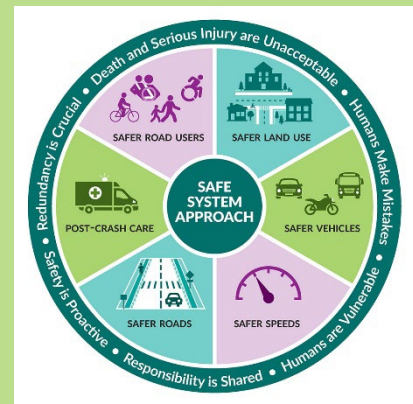 Death and Serious Injury are Unacceptable • Humans Make Mistakes • Humans are Vulnerable • Responsibility is Shared • Safety is Proactive • Redundancy is Crucial •
SAFER ROAD USERS
SAFER LAND USE
SAFE
SYSTEM
APPROACH
POST-CRASH CARE
SAFER VEHICLES
SAFER ROADS
SAFER SPEEDS